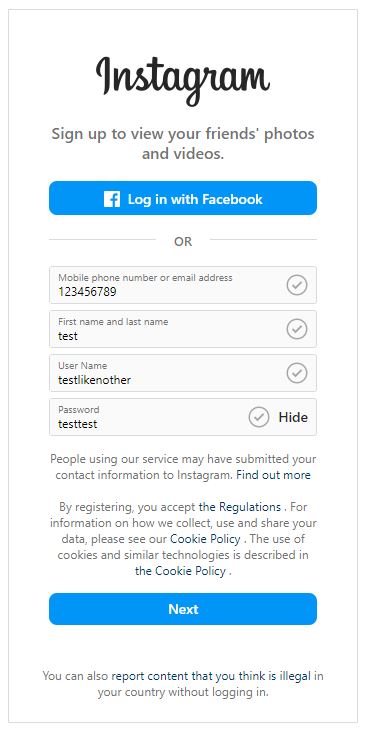 Instagram
Sign up to view your friends' photos
and videos.
Log in with Facebook
OR
Mobile phone number or email address
123456789
First name and last name
test
User Name
testlikenother
Password
testtest
Hide
People using our service may have submitted your
contact information to Instagram. Find out more
By registering, you accept the Regulations . For
information on how we collect, use and share your
data, please see our Cookie Policy . The use of
cookies and similar technologies is described in
the Cookie Policy .
Next
You can also report content that you think is illegal in
your country without logging in.